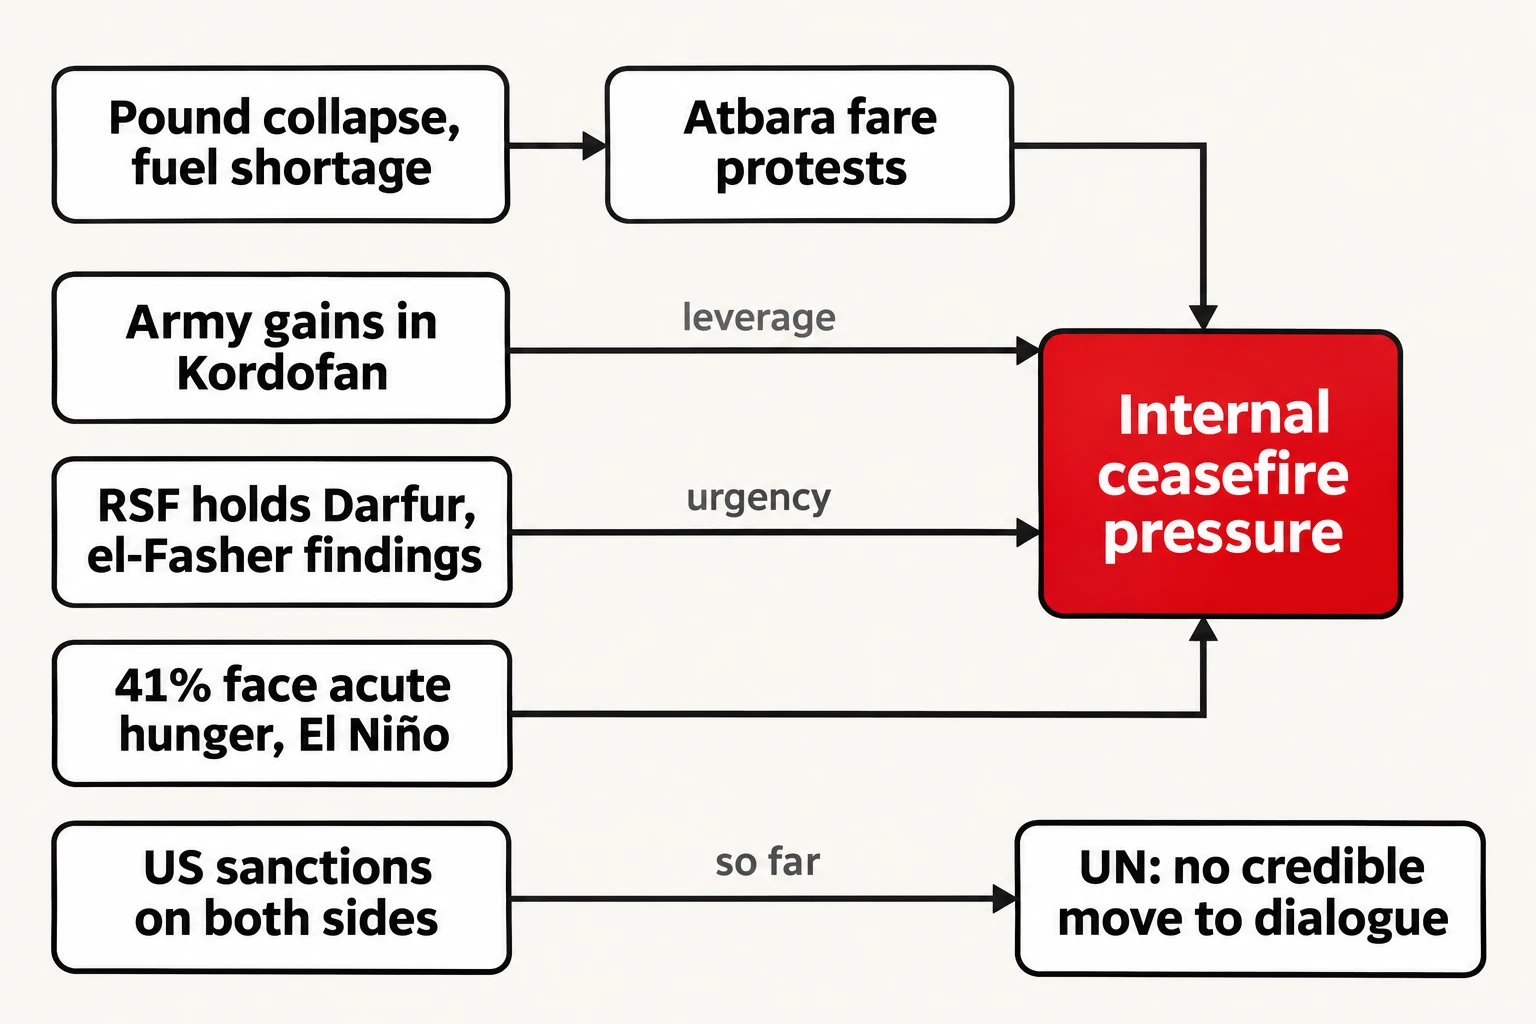 Pound collapse,
fuel shortage
Atbara fare
protests
Army gains in
Kordofan
leverage
Internal
ceasefire
pressure
RSF holds Darfur,
el-Fasher findings
urgency
41% face acute
hunger, El Niño
US sanctions
on both sides
so far
UN: no credible
move to dialogue